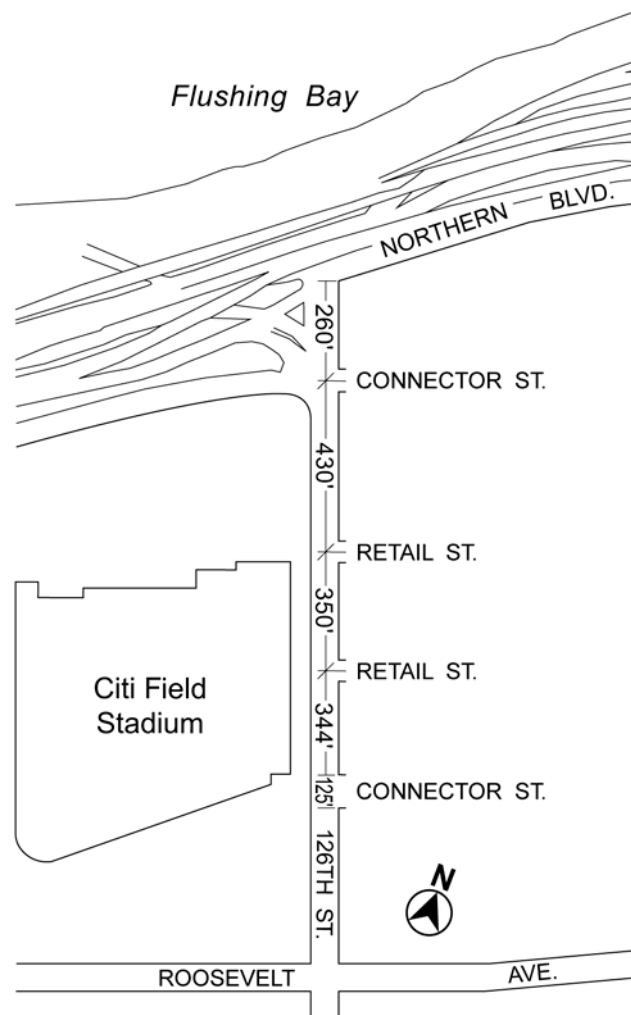 Flushing Bay
NORTHERN BLVD.
260'
CONNECTOR ST.
430'
RETAIL ST.
350'
RETAIL ST.
344'
CONNECTOR ST.
125'
Citi Field
Stadium
126TH ST.
N
ROOSEVELT AVE.